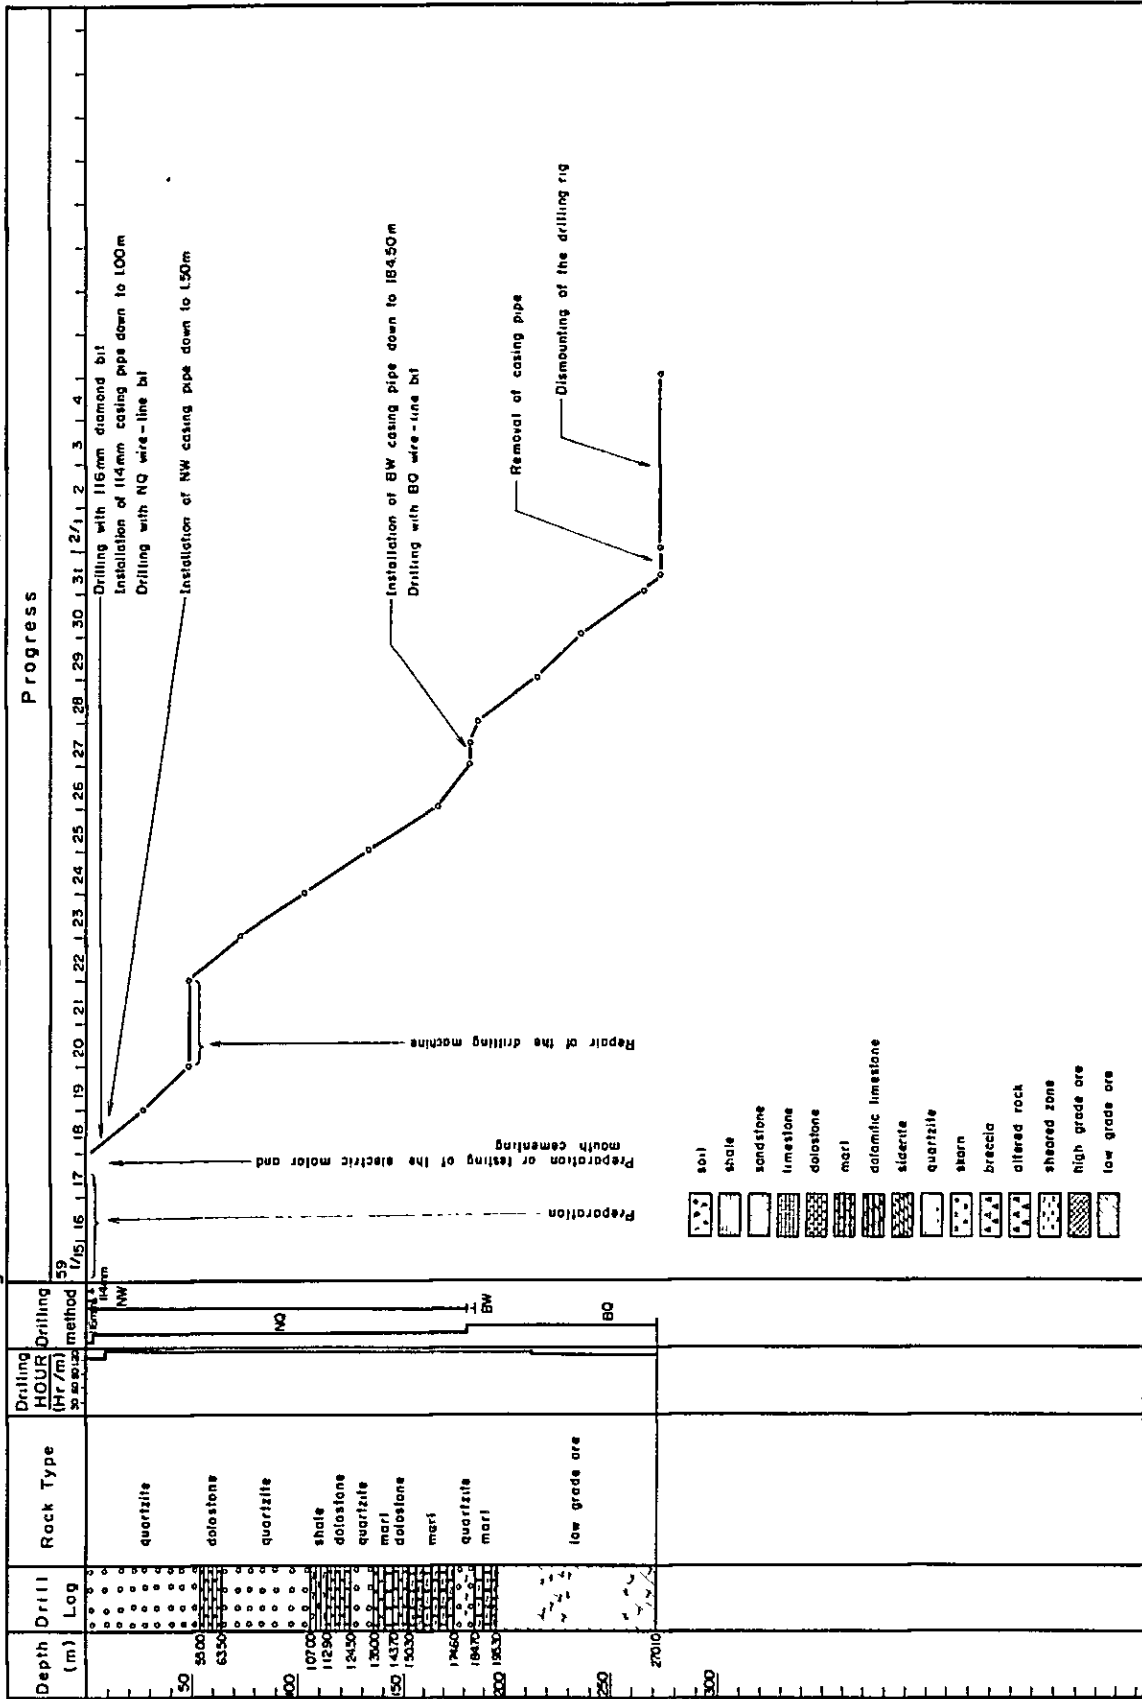 Progress
Depth
(m)
Drill
Log
Rock Type
Drilling
HOUR
(Hr/m)
Drilling
method
59
1/15 16 17 18 19 20 21 22 23 24 25 26 27 28 29 30 31 2/1 2 3 4
114mm
NW
NQ
BW
BQ
50
55.00
63.50
107.00
112.90
124.50
135.00
143.70
150.30
174.60
184.70
195.30
200
250
270.10
300
quartzite
dolostone
quartzite
shale
dolostone
quartzite
marl
dolostone
marl
quartzite
marl
low grade ore
Drilling with 116mm diamond bit
Installation of 114mm casing pipe down to 1.00m
Drilling with NQ wire-line bit
Installation of NW casing pipe down to 1.50m
Installation of BW casing pipe down to 184.50m
Drilling with BQ wire-line bit
Removal of casing pipe
Dismounting of the drilling rig
Preparation
Preparation or testing of the electric motor and
mouth cementing
Repair of the drilling machine
soil
shale
sandstone
limestone
dolostone
marl
dolomitic limestone
siderite
quartzite
skarn
breccia
altered rock
sheared zone
high grade ore
low grade ore